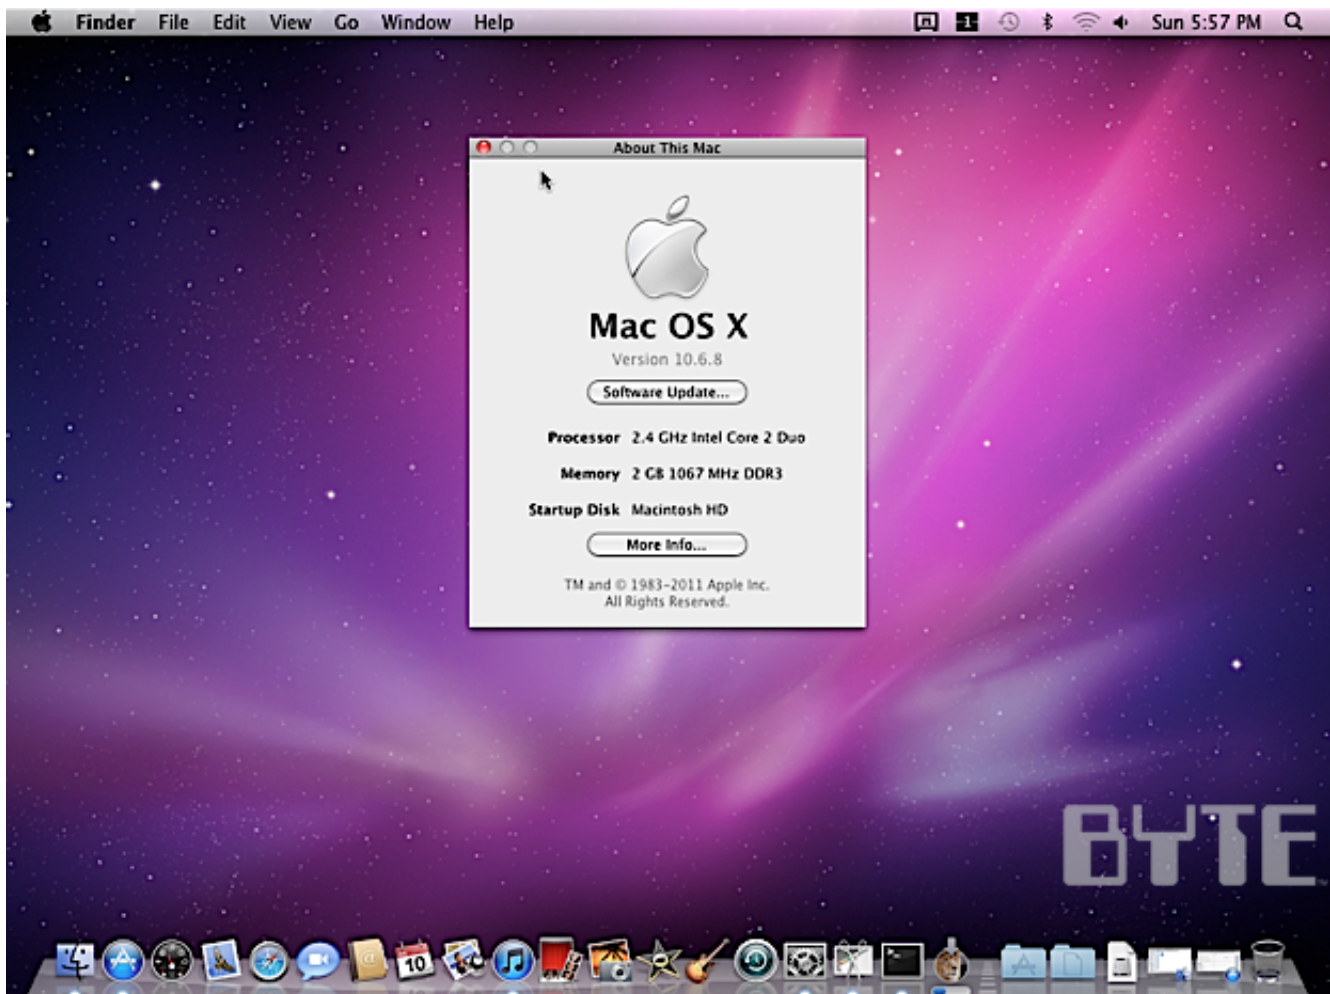 Finder File Edit View Go Window Help 1 Sun 5:57 PM
About This Mac
Mac OS X
Version 10.6.8
Software Update...
Processor 2.4 GHz Intel Core 2 Duo
Memory 2 GB 1067 MHz DDR3
Startup Disk Macintosh HD
More Info...
TM and © 1983–2011 Apple Inc.
All Rights Reserved.
BYTE
10